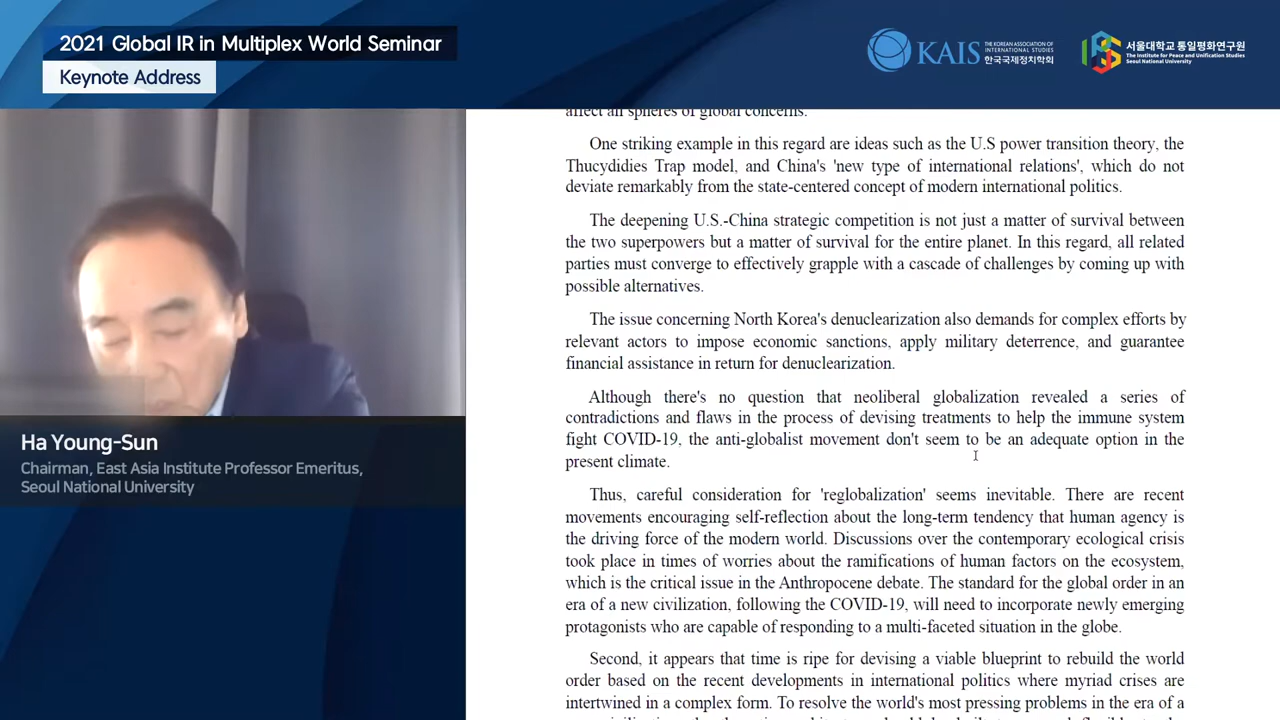 2021 Global IR in Multiplex World Seminar
Keynote Address
KAIS
THE KOREAN ASSOCIATION OF
INTERNATIONAL STUDIES
한국국제정치학회
서울대학교 통일평화연구원
The Institute for Peace and Unification Studies
Seoul National University
affect all spheres of global concerns.
One striking example in this regard are ideas such as the U.S power transition theory, the
Thucydidies Trap model, and China's 'new type of international relations', which do not
deviate remarkably from the state-centered concept of modern international politics.
The deepening U.S.-China strategic competition is not just a matter of survival between
the two superpowers but a matter of survival for the entire planet. In this regard, all related
parties must converge to effectively grapple with a cascade of challenges by coming up with
possible alternatives.
The issue concerning North Korea's denuclearization also demands for complex efforts by
relevant actors to impose economic sanctions, apply military deterrence, and guarantee
financial assistance in return for denuclearization.
Although there's no question that neoliberal globalization revealed a series of
contradictions and flaws in the process of devising treatments to help the immune system
fight COVID-19, the anti-globalist movement don't seem to be an adequate option in the
present climate.
Thus, careful consideration for 'reglobalization' seems inevitable. There are recent
movements encouraging self-reflection about the long-term tendency that human agency is
the driving force of the modern world. Discussions over the contemporary ecological crisis
took place in times of worries about the ramifications of human factors on the ecosystem,
which is the critical issue in the Anthropocene debate. The standard for the global order in an
era of a new civilization, following the COVID-19, will need to incorporate newly emerging
protagonists who are capable of responding to a multi-faceted situation in the globe.
Second, it appears that time is ripe for devising a viable blueprint to rebuild the world
order based on the recent developments in international politics where myriad crises are
intertwined in a complex form. To resolve the world's most pressing problems in the era of a
Ha Young-Sun
Chairman, East Asia Institute Professor Emeritus,
Seoul National University